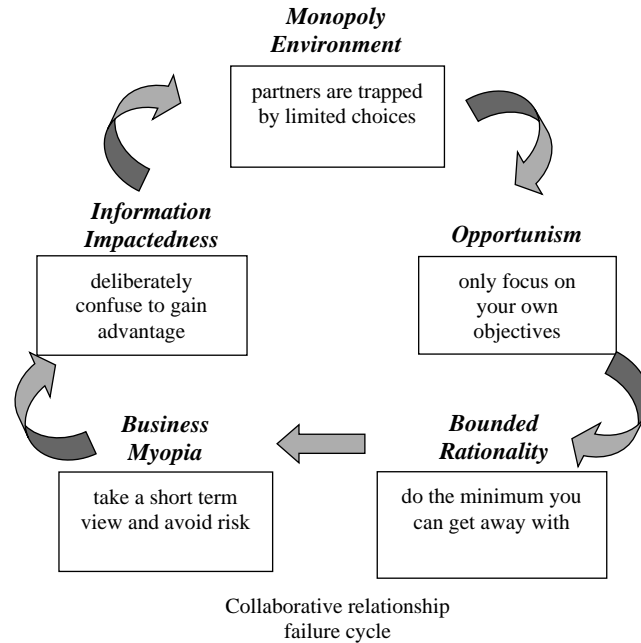 Monopoly
Environment
partners are trapped
by limited choices
Opportunism
only focus on
your own
objectives
Bounded
Rationality
do the minimum you
can get away with
Business
Myopia
take a short term
view and avoid risk
Information
Impactedness
deliberately
confuse to gain
advantage
Collaborative relationship
failure cycle